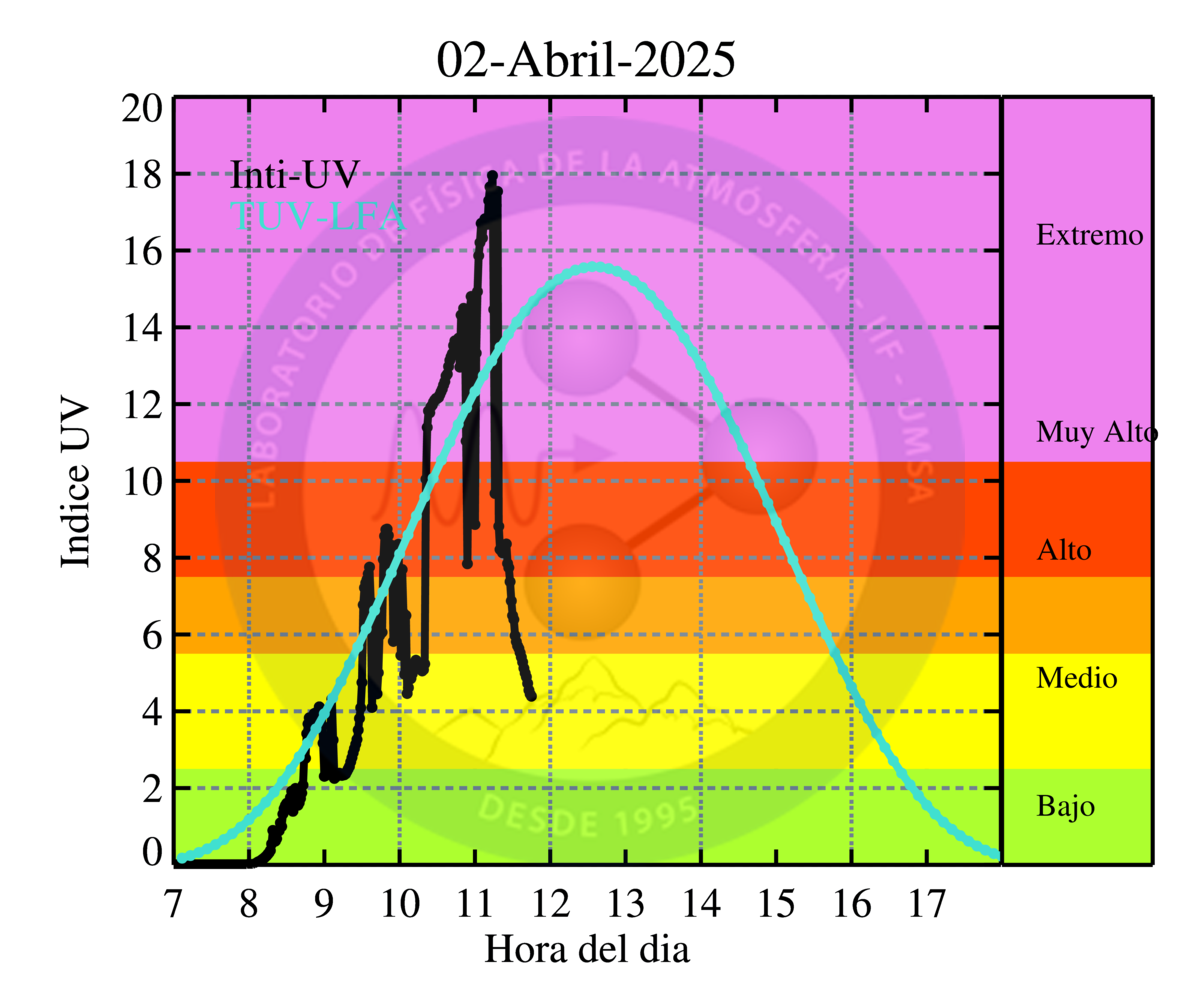 02-Abril-2025
Inti-UV
TUV-LFA
LABORATORIO DE FÍSICA DE LA ATMÓSFERA - IIF - UMSA
DESDE 1995
Indice UV
20
18
16
14
12
10
8
6
4
2
0
7 8 9 10 11 12 13 14 15 16 17
Hora del dia
Extremo
Muy Alto
Alto
Medio
Bajo